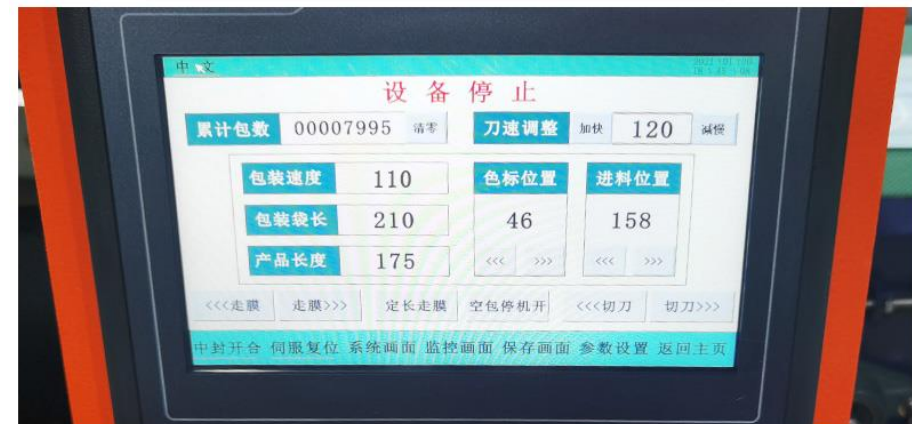 中 文
设备停止
累计包数 00007995 清零 刀速调整 加快 120 减慢
包装速度 110 色标位置 进料位置
包装袋长 210 46 158
产品长度 175 <<< >>> <<< >>>
<<<走膜 走膜>>> 定长走膜 空包停机开 <<<切刀 切刀>>>
中封开合 伺服复位 系统画面 监控画面 保存画面 参数设置 返回主页